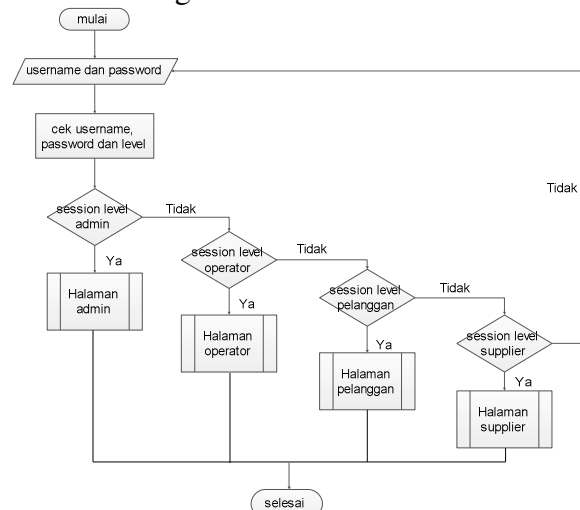 mulai
username dan password
cek username,
password dan level
Tidak
session level
admin
Tidak
Ya
session level
operator
Tidak
Halaman
admin
Ya
session level
pelanggan
Tidak
Halaman
operator
Ya
session level
supplier
Halaman
pelanggan
Ya
Halaman
supplier
selesai